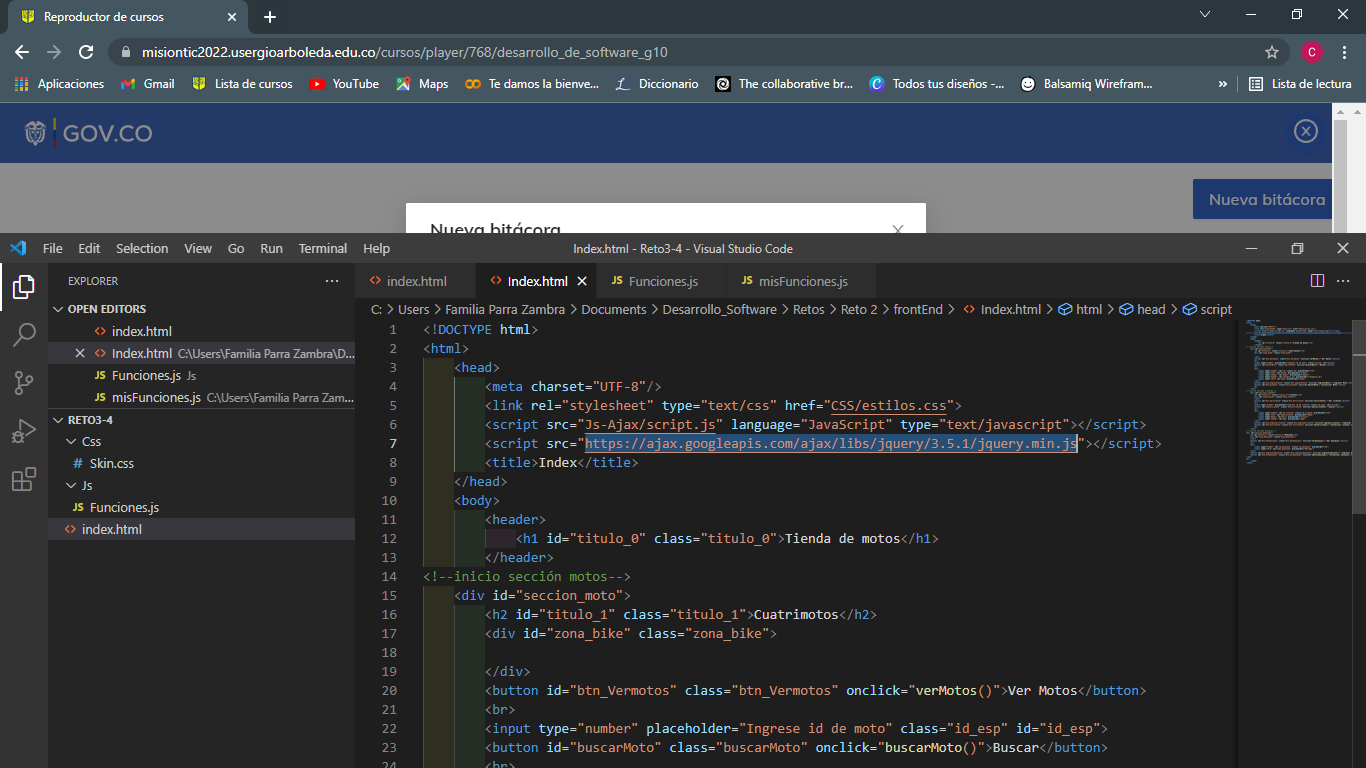 Reproductor de cursos
misiontic2022.usergioarboleda.edu.co/cursos/player/768/desarrollo_de_software_g10
C
Aplicaciones Gmail Lista de cursos YouTube Maps Te damos la bienve... Diccionario The collaborative br... Todos tus diseños -... Balsamiq Wirefram... » Lista de lectura
GOV.CO
Nueva bitácora
Nueva bitácora
File Edit Selection View Go Run Terminal Help Index.html - Reto3-4 - Visual Studio Code
EXPLORER
index.html Index.html Funciones.js misFunciones.js
OPEN EDITORS
index.html
Index.html C:\Users\Familia Parra Zambra\D...
JS Funciones.js Js
JS misFunciones.js C:\Users\Familia Parra Zam...
RETO3-4
Css
# Skin.css
Js
JS Funciones.js
index.html
C: > Users > Familia Parra Zambra > Documents > Desarrollo_Software > Retos > Reto 2 > frontEnd > Index.html > html > head > script
1 <!DOCTYPE html>
2 <html>
3 <head>
4 <meta charset="UTF-8"/>
5 <link rel="stylesheet" type="text/css" href="CSS/estilos.css">
6 <script src="Js-Ajax/script.js" language="JavaScript" type="text/javascript"></script>
7 <script src="https://ajax.googleapis.com/ajax/libs/jquery/3.5.1/jquery.min.js"></script>
8 <title>Index</title>
9 </head>
10 <body>
11 <header>
12 <h1 id="titulo_0" class="titulo_0">Tienda de motos</h1>
13 </header>
14 <!--inicio sección motos-->
15 <div id="seccion_moto">
16 <h2 id="titulo_1" class="titulo_1">Cuatrimotos</h2>
17 <div id="zona_bike" class="zona_bike">
18
19 </div>
20 <button id="btn_Vermotos" class="btn_Vermotos" onclick="verMotos()">Ver Motos</button>
21 <br>
22 <input type="number" placeholder="Ingrese id de moto" class="id_esp" id="id_esp">
23 <button id="buscarMoto" class="buscarMoto" onclick="buscarMoto()">Buscar</button>
24 <br>